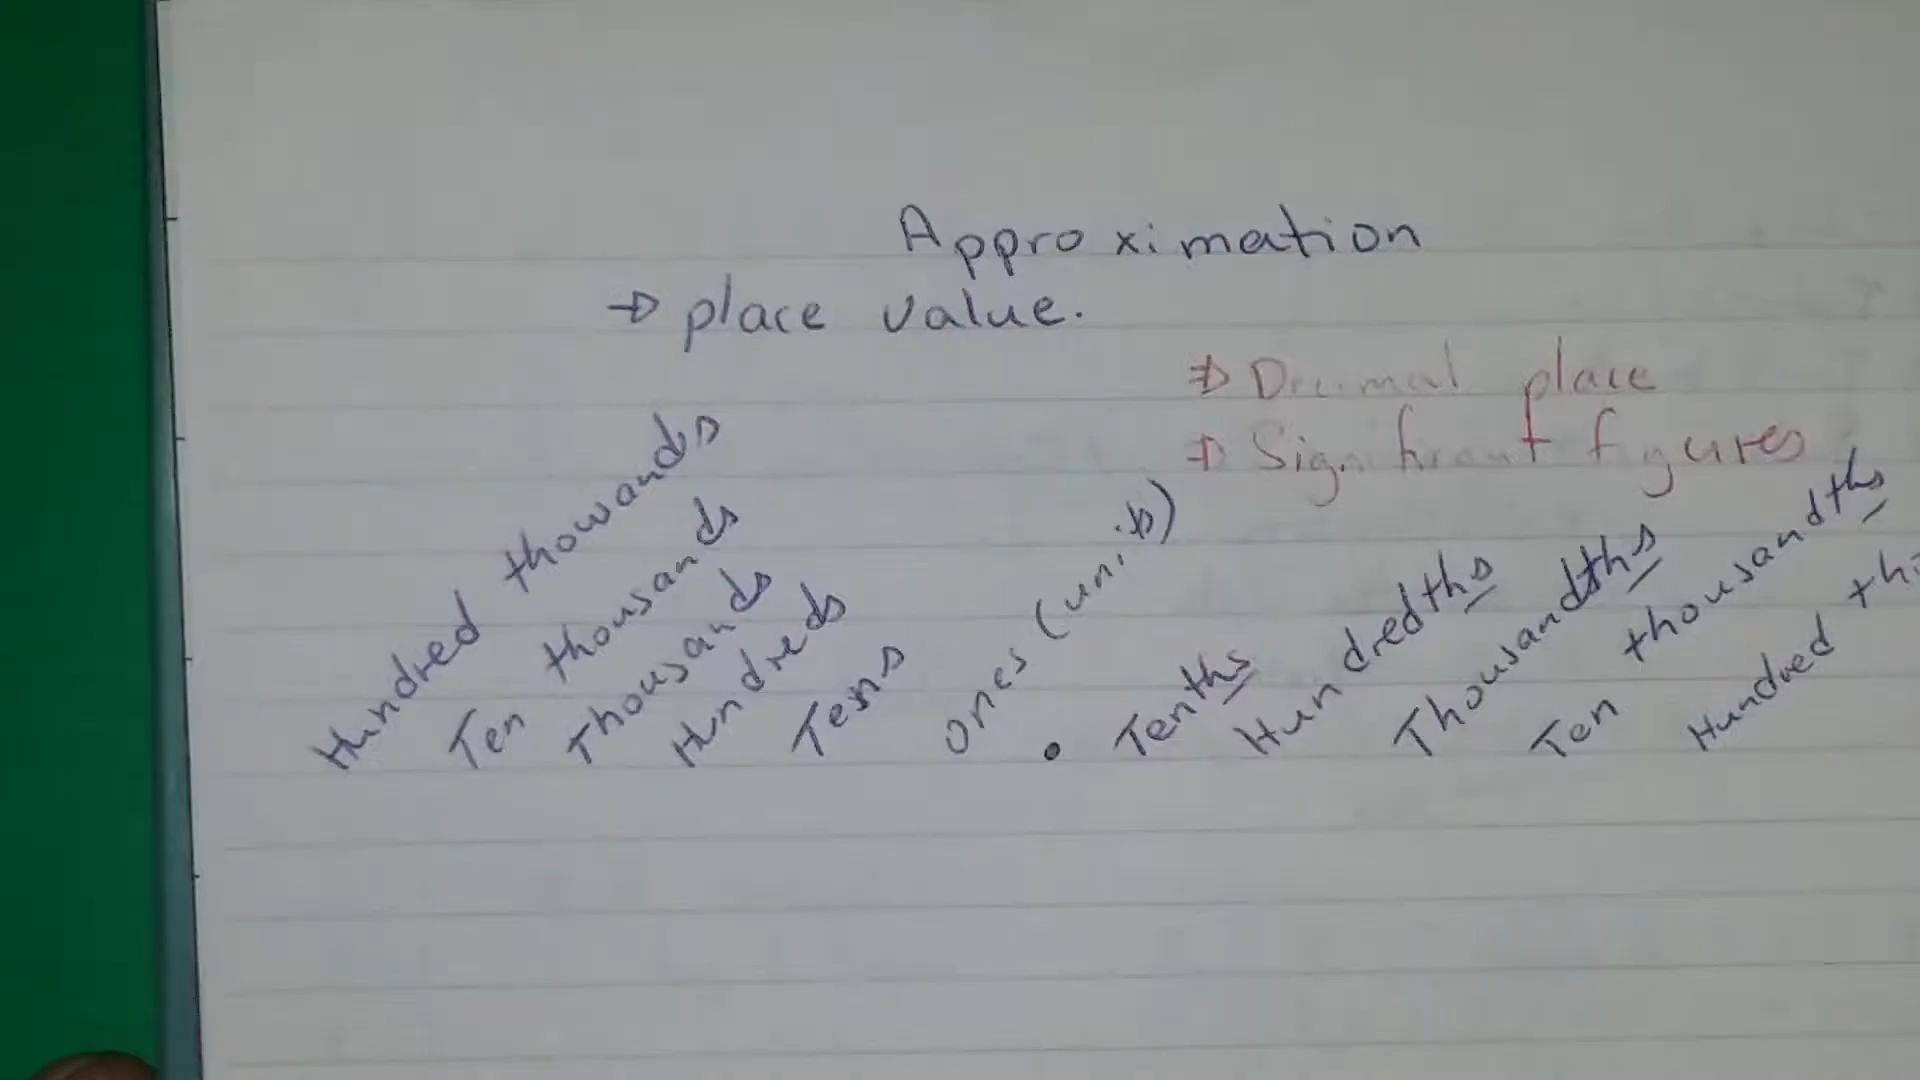 Approximation
→ place value.
⇒ Decimal place
⇒ Significant figures
Hundred thousands
Ten thousands
Thousands
Hundreds
Tens
ones (units)
.
Tenths
Hundredths
Thousandths
Ten thousandths
Hundred